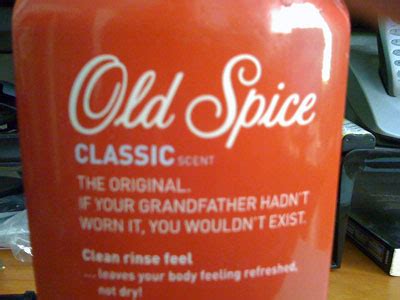 Old Spice
CLASSIC SCENT
THE ORIGINAL.
IF YOUR GRANDFATHER HADN'T
WORN IT, YOU WOULDN'T EXIST.
Clean rinse feel
...leaves your body feeling refreshed,
not dry!